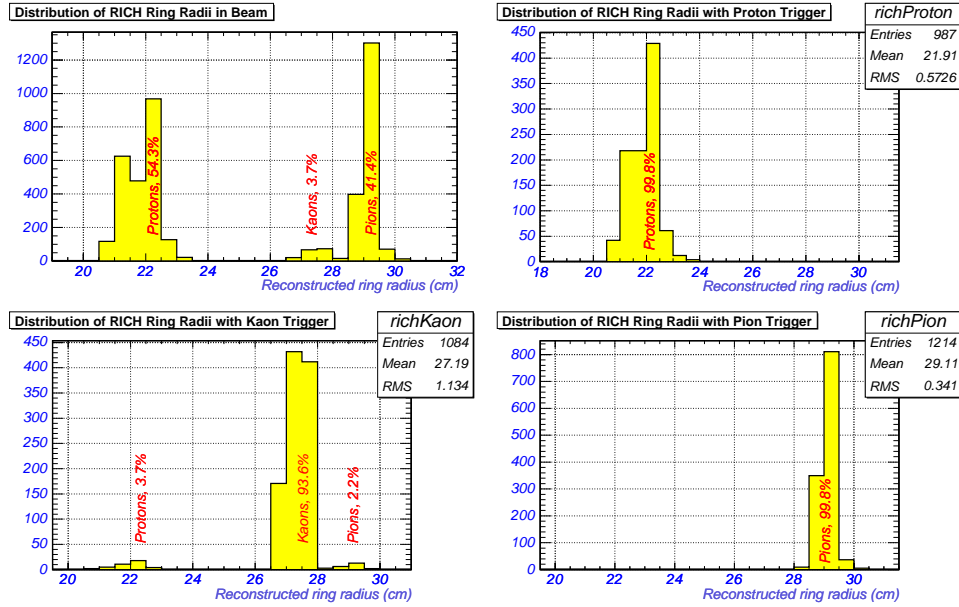 Distribution of RICH Ring Radii in Beam
1200
1000
800
600
400
200
0
Protons, 54.3%
Kaons, 3.7%
Pions, 41.4%
20 22 24 26 28 30 32
Reconstructed ring radius (cm)
Distribution of RICH Ring Radii with Proton Trigger
richProton
Entries 987
Mean 21.91
RMS 0.5726
450
400
350
300
250
200
150
100
50
0
Protons, 99.8%
18 20 22 24 26 28 30
Reconstructed ring radius (cm)
Distribution of RICH Ring Radii with Kaon Trigger
richKaon
Entries 1084
Mean 27.19
RMS 1.134
450
400
350
300
250
200
150
100
50
0
Protons, 3.7%
Kaons, 93.6%
Pions, 2.2%
20 22 24 26 28 30
Reconstructed ring radius (cm)
Distribution of RICH Ring Radii with Pion Trigger
richPion
Entries 1214
Mean 29.11
RMS 0.341
800
700
600
500
400
300
200
100
0
Pions, 99.8%
20 22 24 26 28 30
Reconstructed ring radius (cm)